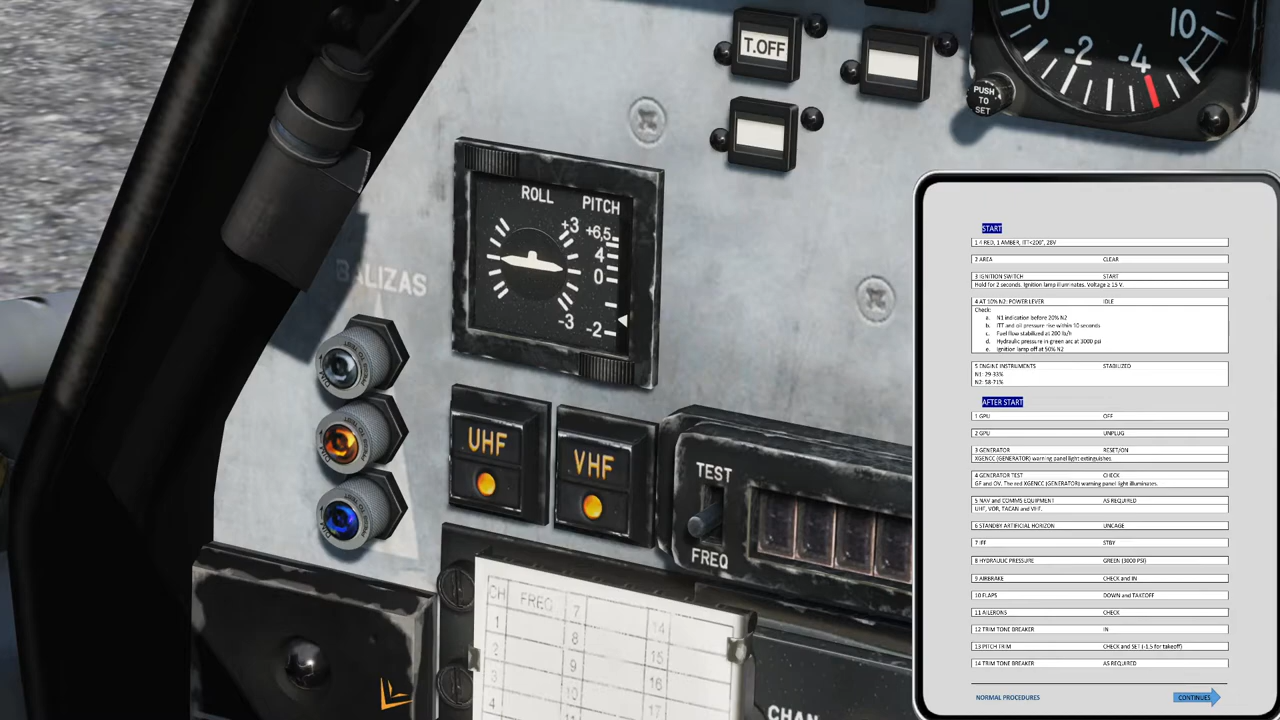 T.OFF
0
-2
-4
10
PUSH
TO
SET
ROLL
PITCH
+3
+6,5
4
0
-3
-2
BALIZAS
UHF
VHF
TEST
FREQ
CH FREQ 7 14
1 8 15
2 9 16
3 10 17
4
CHAN
START
1 4 RED, 1 AMBER, ITT<200°, 28V
2 AREA CLEAR
3 IGNITION SWITCH START
Hold for 2 seconds. Ignition lamp illuminates. Voltage ≥ 15 V.
4 AT 10% N2: POWER LEVER IDLE
Check:
a. N1 indication before 20% N2
b. ITT and oil pressure rise within 10 seconds
c. Fuel flow stabilized at 200 lb/h
d. Hydraulic pressure in green arc at 3000 psi
e. Ignition lamp off at 50% N2
5 ENGINE INSTRUMENTS STABILIZED
N1: 29-33%
N2: 58-71%
AFTER START
1 GPU OFF
2 GPU UNPLUG
3 GENERATOR RESET/ON
XGENCC (GENERATOR) warning panel light extinguishes
4 GENERATOR TEST CHECK
GF and OV. The red XGENCC (GENERATOR) warning panel light illuminates.
5 NAV and COMMS EQUIPMENT AS REQUIRED
UHF, VOR, TACAN and VHF.
6 STANDBY ARTIFICIAL HORIZON UNCAGE
7 IFF STBY
8 HYDRAULIC PRESSURE GREEN (3000 PSI)
9 AIRBRAKE CHECK and IN
10 FLAPS DOWN and TAKEOFF
11 AILERONS CHECK
12 TRIM TONE BREAKER IN
13 PITCH TRIM CHECK and SET (-1.5 for takeoff)
14 TRIM TONE BREAKER AS REQUIRED
NORMAL PROCEDURES
CONTINUES